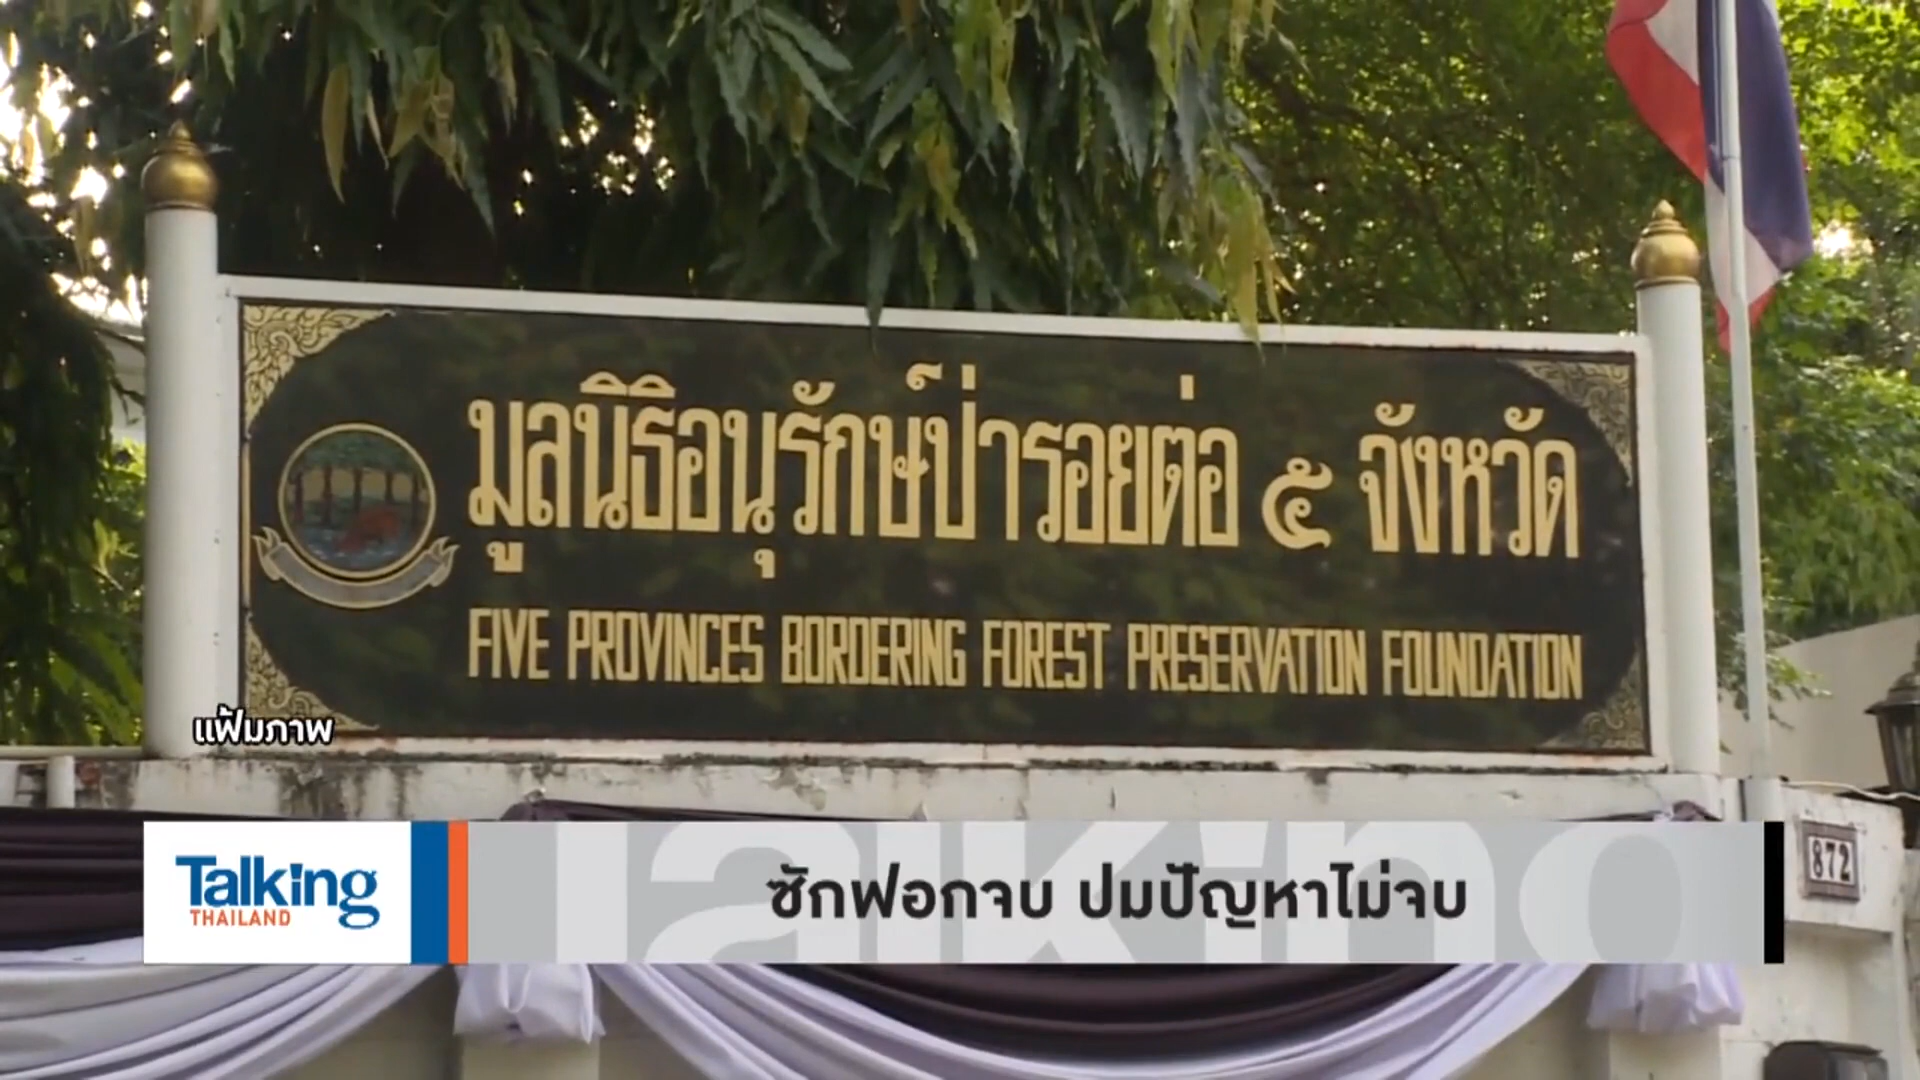 มูลนิธิอนุรักษ์ป่ารอยต่อ ๕ จังหวัด
FIVE PROVINCES BORDERING FOREST PRESERVATION FOUNDATION
แฟ้มภาพ
872
Talking
THAILAND
ซักฟอกจบ ปมปัญหาไม่จบ
Talking